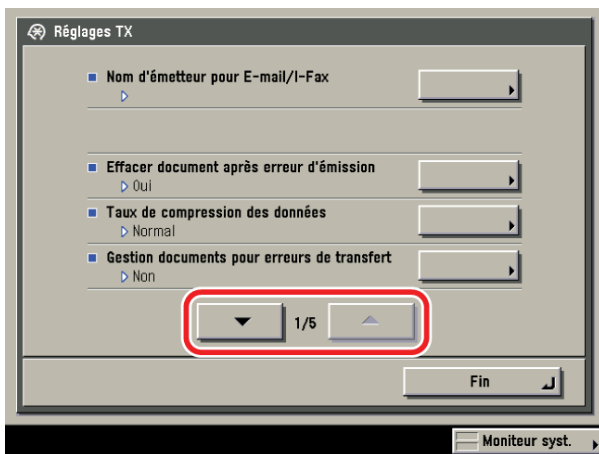 Réglages TX
Nom d'émetteur pour E-mail/I-Fax
Effacer document après erreur d'émission
Oui
Taux de compression des données
Normal
Gestion documents pour erreurs de transfert
Non
1/5
Fin
Moniteur syst.